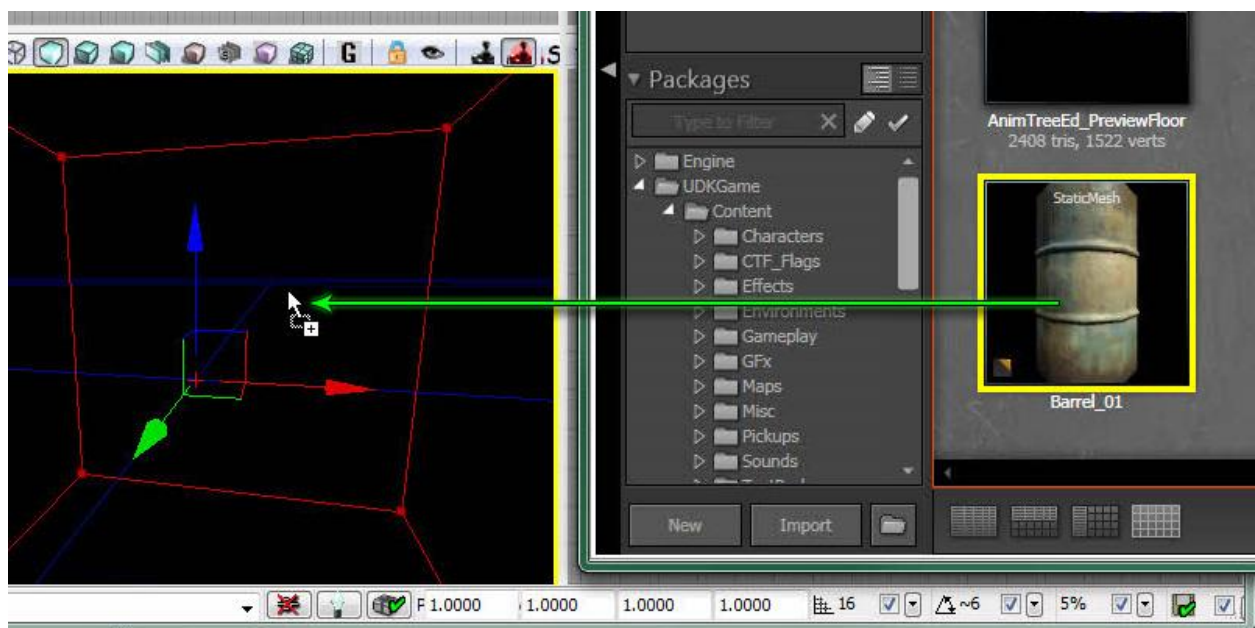 G
S
Packages
Type to Filter
Engine
UDKGame
Content
Characters
CTF_Flags
Effects
Environments
Gameplay
GFx
Maps
Misc
Pickups
Sounds
New
Import
AnimTreeEd_PreviewFloor
2408 tris, 1522 verts
StaticMesh
Barrel_01
1.0000 1.0000 1.0000 1.0000 16 ~6 5%